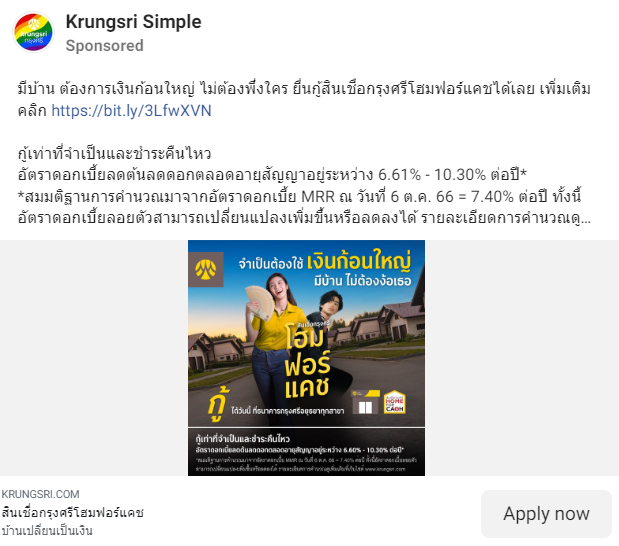 Krungsri Simple
Sponsored
krungsri
กรุงศรี
มีบ้าน ต้องการเงินก้อนใหญ่ ไม่ต้องพึ่งใคร ยื่นกู้สินเชื่อกรุงศรีโฮมฟอร์แคชได้เลย เพิ่มเติม
คลิก https://bit.ly/3LfwXVN
กู้เท่าที่จำเป็นและชำระคืนไหว
อัตราดอกเบี้ยลดต้นลดดอกตลอดอายุสัญญาอยู่ระหว่าง 6.61% - 10.30% ต่อปี*
*สมมติฐานการคำนวณมาจากอัตราดอกเบี้ย MRR ณ วันที่ 6 ต.ค. 66 = 7.40% ต่อปี ทั้งนี้
อัตราดอกเบี้ยลอยตัวสามารถเปลี่ยนแปลงเพิ่มขึ้นหรือลดลงได้ รายละเอียดการคำนวณดู...
จำเป็นต้องใช้ เงินก้อนใหญ่
มีบ้าน ไม่ต้องง้อเธอ
สินเชื่อกรุงศรี
โฮม
ฟอร์
แคช
HOME
FOR
CASH
กู้ ได้วันนี้ ที่ธนาคารกรุงศรีอยุธยาทุกสาขา
กู้เท่าที่จำเป็นและชำระคืนไหว
อัตราดอกเบี้ยลดต้นลดดอกตลอดอายุสัญญาอยู่ระหว่าง 6.60% - 10.30% ต่อปี*
KRUNGSRI.COM
สินเชื่อกรุงศรีโฮมฟอร์แคช
บ้านเปลี่ยนเป็นเงิน
Apply now